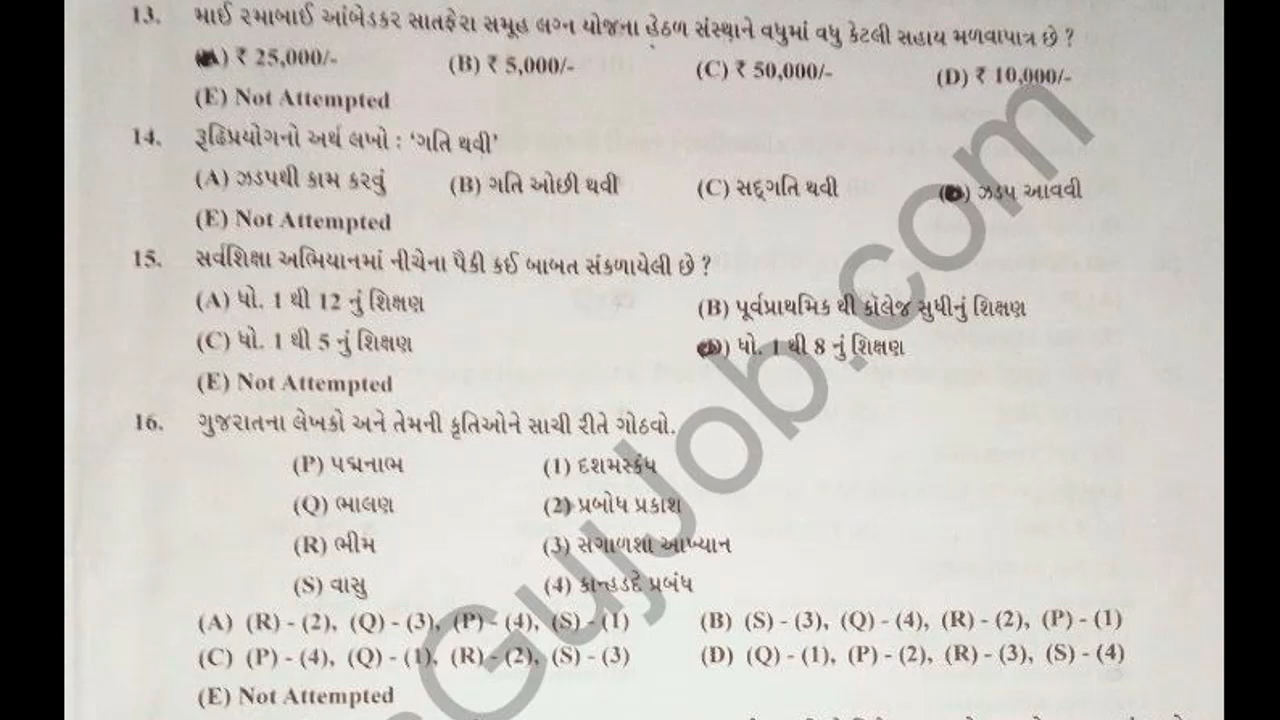 13. માઈ રમાબાઈ આંબેડકર સાતફેરા સમૂહ લગ્ન યોજના હેઠળ સંસ્થાને વધુમાં વધુ કેટલી સહાય મળવાપાત્ર છે ?
(A) ₹ 25,000/- (B) ₹ 5,000/- (C) ₹ 50,000/- (D) ₹ 10,000/-
(E) Not Attempted
14. રૂઢિપ્રયોગનો અર્થ લખો : ‘ગતિ થવી’
(A) ઝડપથી કામ કરવું (B) ગતિ ઓછી થવી (C) સદ્ગતિ થવી (D) ઝડપ આવવી
(E) Not Attempted
15. સર્વશિક્ષા અભિયાનમાં નીચેના પૈકી કઈ બાબત સંકળાયેલી છે ?
(A) ધો. 1 થી 12 નું શિક્ષણ (B) પૂર્વપ્રાથમિક થી કૉલેજ સુધીનું શિક્ષણ
(C) ધો. 1 થી 5 નું શિક્ષણ (D) ધો. 1 થી 8 નું શિક્ષણ
(E) Not Attempted
16. ગુજરાતના લેખકો અને તેમની કૃતિઓને સાચી રીતે ગોઠવો.
(P) પદ્મનાભ (1) દશમસ્કંધ
(Q) ભાલણ (2) પ્રબોધ પ્રકાશ
(R) ભીમ (3) સગાળશા આખ્યાન
(S) વાસુ (4) કાન્હડદે પ્રબંધ
(A) (R) - (2), (Q) - (3), (P) - (4), (S) - (1) (B) (S) - (3), (Q) - (4), (R) - (2), (P) - (1)
(C) (P) - (4), (Q) - (1), (R) - (2), (S) - (3) (D) (Q) - (1), (P) - (2), (R) - (3), (S) - (4)
(E) Not Attempted
GujJob.com